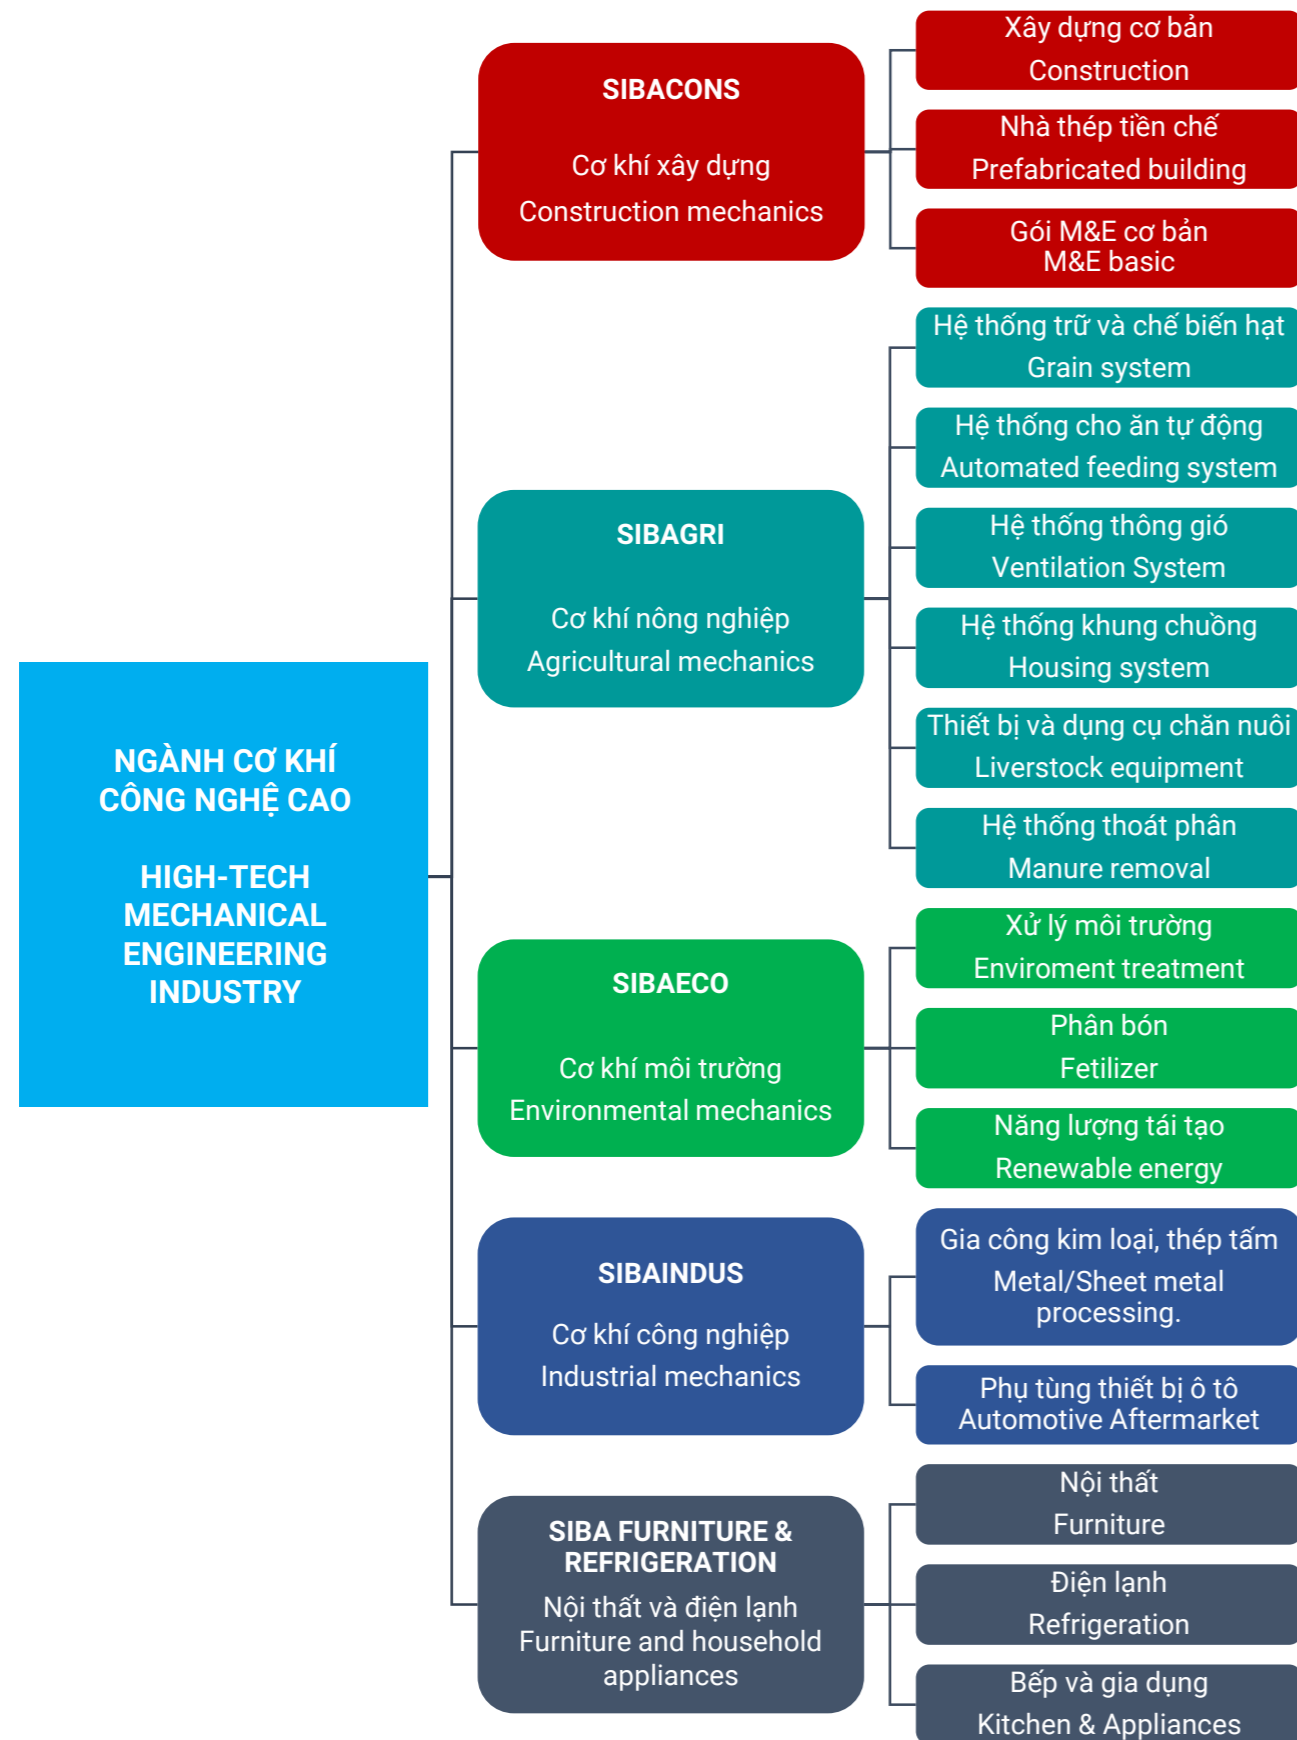 NGÀNH CƠ KHÍ
CÔNG NGHỆ CAO
HIGH-TECH
MECHANICAL
ENGINEERING
INDUSTRY
SIBACONS
Cơ khí xây dựng
Construction mechanics
Xây dựng cơ bản
Construction
Nhà thép tiền chế
Prefabricated building
Gói M&E cơ bản
M&E basic
SIBAGRI
Cơ khí nông nghiệp
Agricultural mechanics
Hệ thống trữ và chế biến hạt
Grain system
Hệ thống cho ăn tự động
Automated feeding system
Hệ thống thông gió
Ventilation System
Hệ thống khung chuồng
Housing system
Thiết bị và dụng cụ chăn nuôi
Liverstock equipment
Hệ thống thoát phân
Manure removal
SIBAECO
Cơ khí môi trường
Environmental mechanics
Xử lý môi trường
Enviroment treatment
Phân bón
Fetilizer
Năng lượng tái tạo
Renewable energy
SIBAINDUS
Cơ khí công nghiệp
Industrial mechanics
Gia công kim loại, thép tấm
Metal/Sheet metal
processing.
Phụ tùng thiết bị ô tô
Automotive Aftermarket
SIBA FURNITURE &
REFRIGERATION
Nội thất và điện lạnh
Furniture and household
appliances
Nội thất
Furniture
Điện lạnh
Refrigeration
Bếp và gia dụng
Kitchen & Appliances